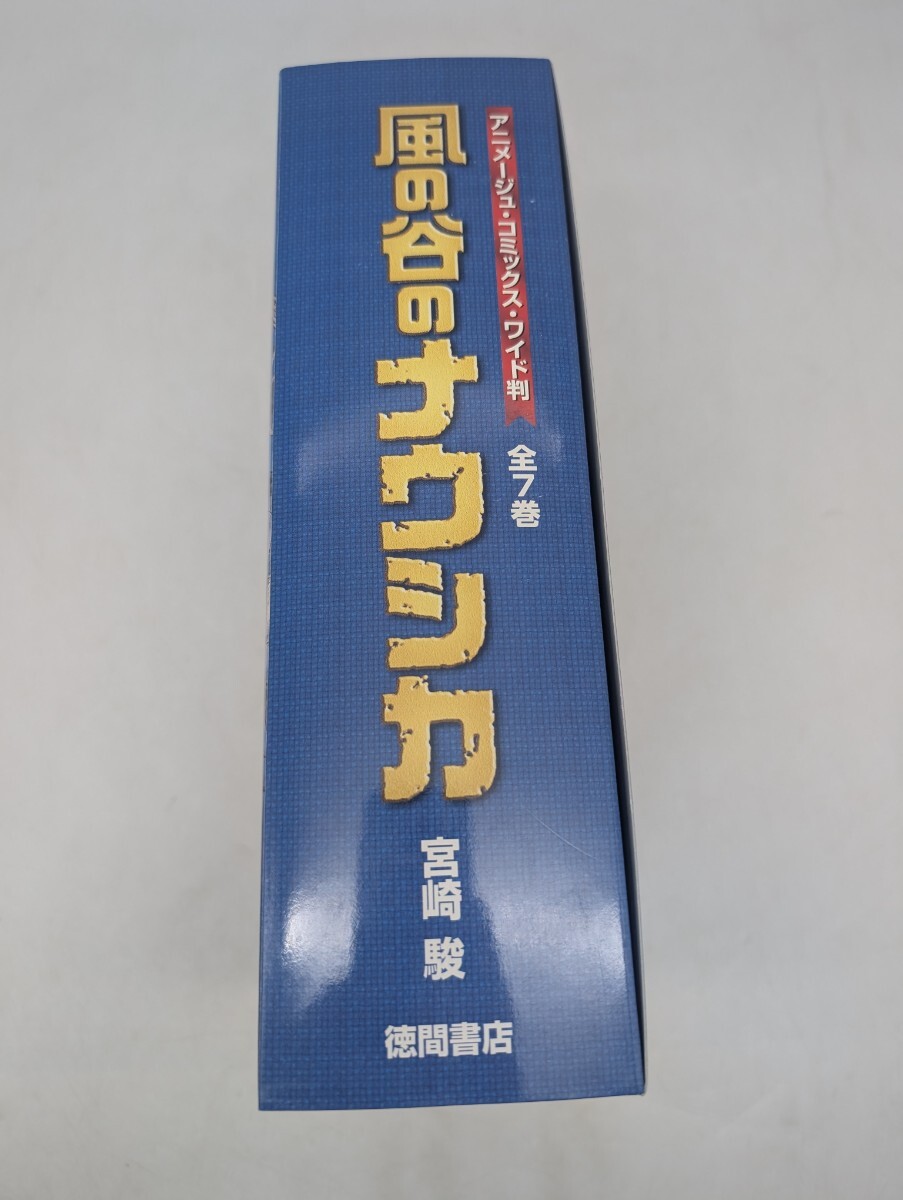 アニメージュ・コミックス・ワイド判
全7巻
風の谷のナウシカ
宮崎 駿
徳間書店